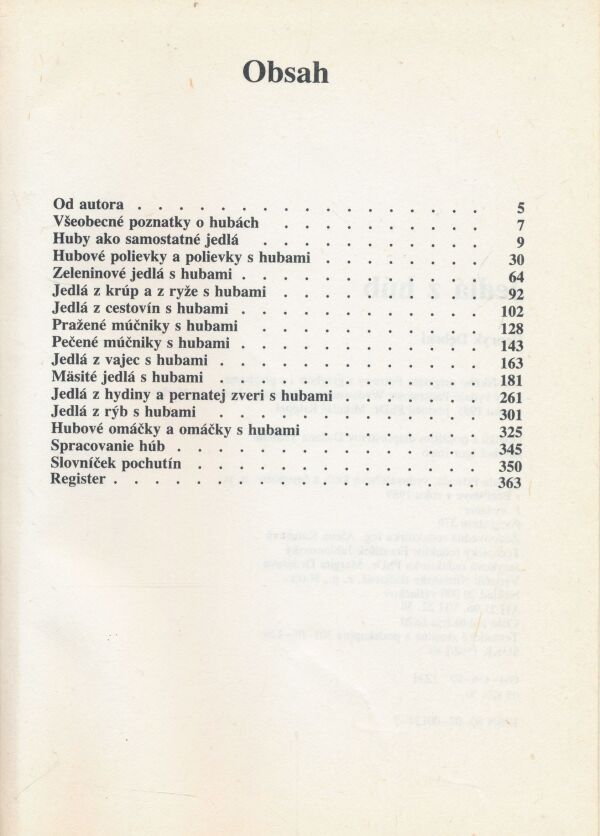 Obsah
Od autora . . . . . . . . . . . . . . . . . . . . 5
Všeobecné poznatky o hubách . . . . . . . . . . . . 7
Huby ako samostatné jedlá . . . . . . . . . . . . . 9
Hubové polievky a polievky s hubami . . . . . . . . . . 30
Zeleninové jedlá s hubami . . . . . . . . . . . . . . 64
Jedlá z krúp a z ryže s hubami . . . . . . . . . . . . 92
Jedlá z cestovín s hubami . . . . . . . . . . . . . . 102
Pražené múčniky s hubami . . . . . . . . . . . . . 128
Pečené múčniky s hubami . . . . . . . . . . . . . . 143
Jedlá z vajec s hubami . . . . . . . . . . . . . . . 163
Mäsité jedlá s hubami . . . . . . . . . . . . . . . 181
Jedlá z hydiny a pernatej zveri s hubami . . . . . . . . . 261
Jedlá z rýb s hubami . . . . . . . . . . . . . . . . 301
Hubové omáčky a omáčky s hubami . . . . . . . . . . 325
Spracovanie húb . . . . . . . . . . . . . . . . . . 345
Slovníček pochutín . . . . . . . . . . . . . . . . . 350
Register . . . . . . . . . . . . . . . . . . . . . 363